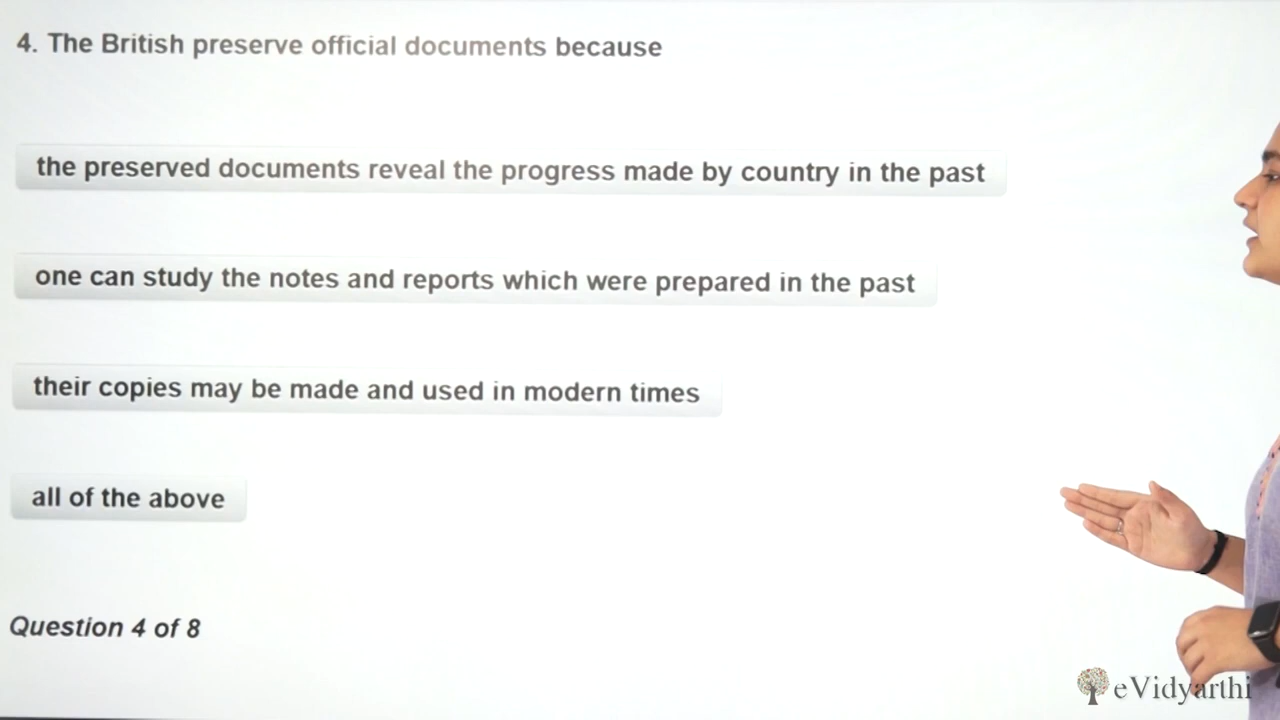 4. The British preserve official documents because
the preserved documents reveal the progress made by country in the past
one can study the notes and reports which were prepared in the past
their copies may be made and used in modern times
all of the above
Question 4 of 8
eVidyarthi